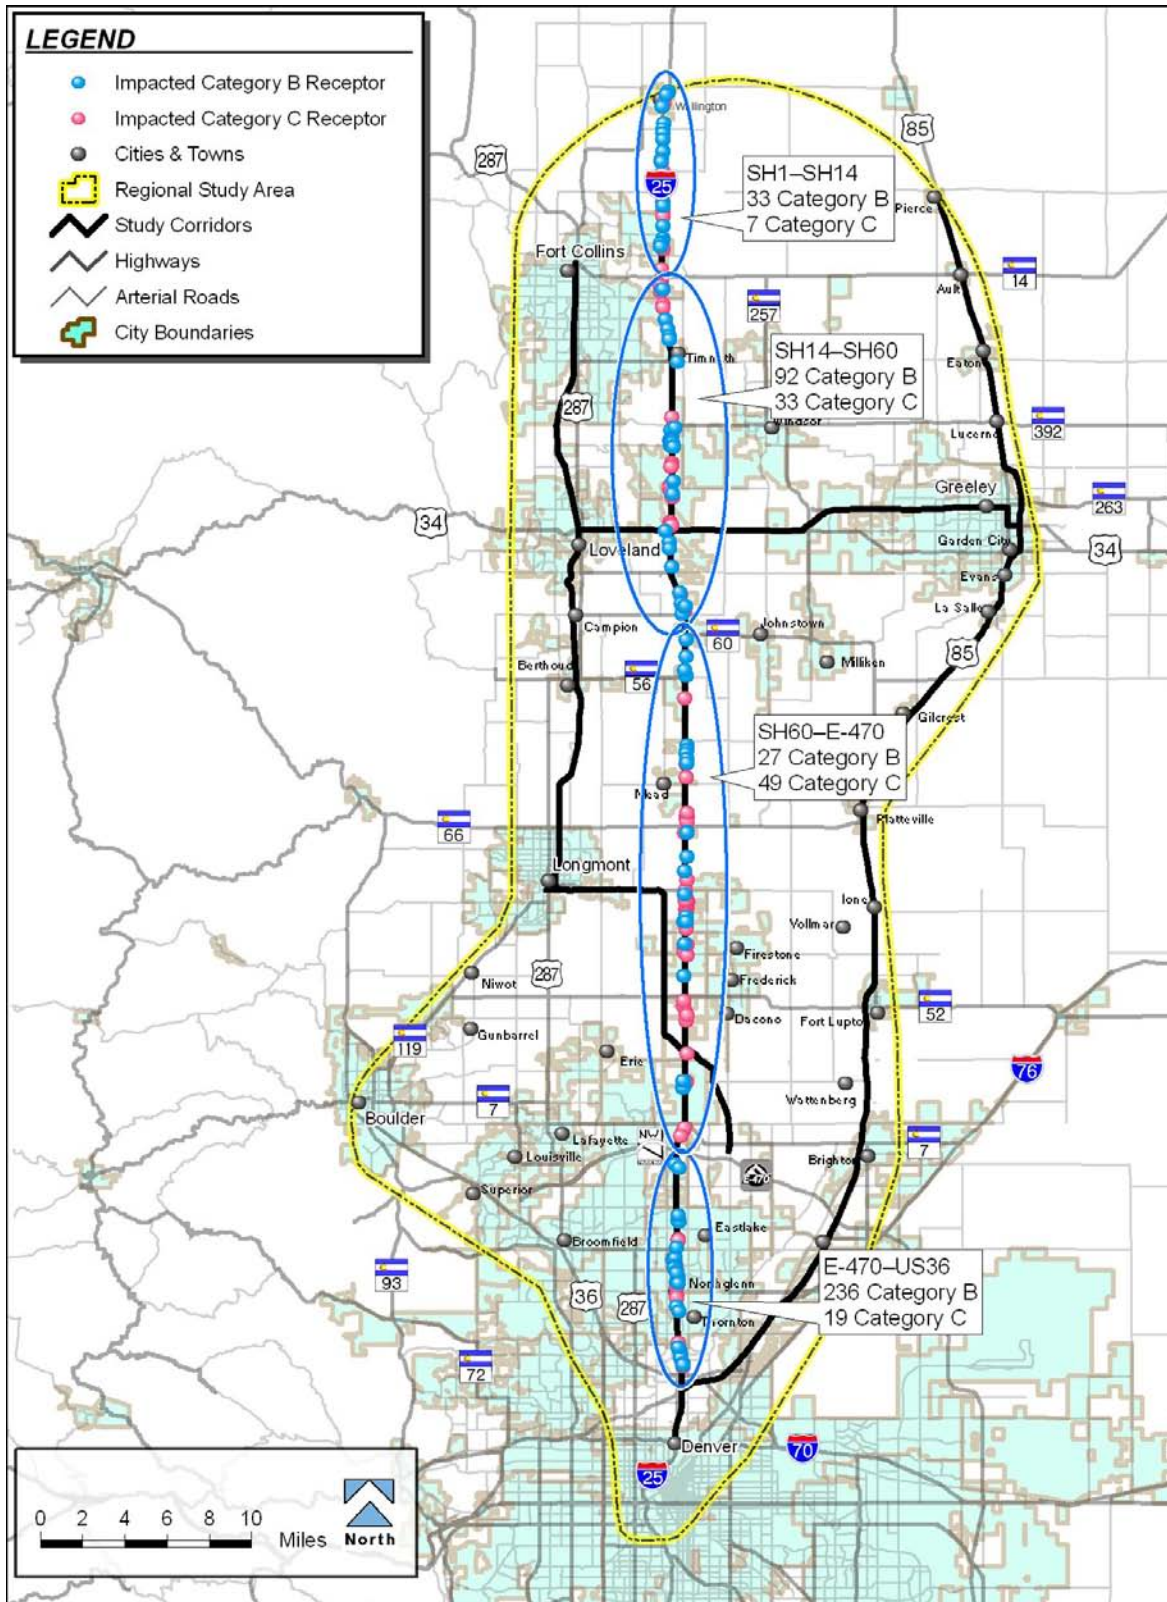 LEGEND
Impacted Category B Receptor
Impacted Category C Receptor
Cities & Towns
Regional Study Area
Study Corridors
Highways
Arterial Roads
City Boundaries
Wellington
85
287
25
SH1–SH14
33 Category B
7 Category C
Pierce
Fort Collins
14
Ault
257
SH14–SH60
92 Category B
33 Category C
Timnath
Eaton
287
Windsor
Lucerne
392
Greeley
263
34
Loveland
Garden City
34
Evans
La Salle
Campion
60
Johnstown
85
Berthoud
56
Milliken
Gilcrest
SH60–E-470
27 Category B
49 Category C
Mead
66
Platteville
Longmont
Ione
Vollmar
Firestone
Niwot
287
Frederick
52
Gunbarrel
Dacono
Fort Lupton
119
Erie
76
Wattenberg
Boulder
7
Lafayette
NW
7
Louisville
Brighton
E-470
Superior
Eastlake
Broomfield
E-470–US36
236 Category B
19 Category C
93
36
Northglenn
287
Thornton
72
Denver
70
25
0 2 4 6 8 10
Miles
North